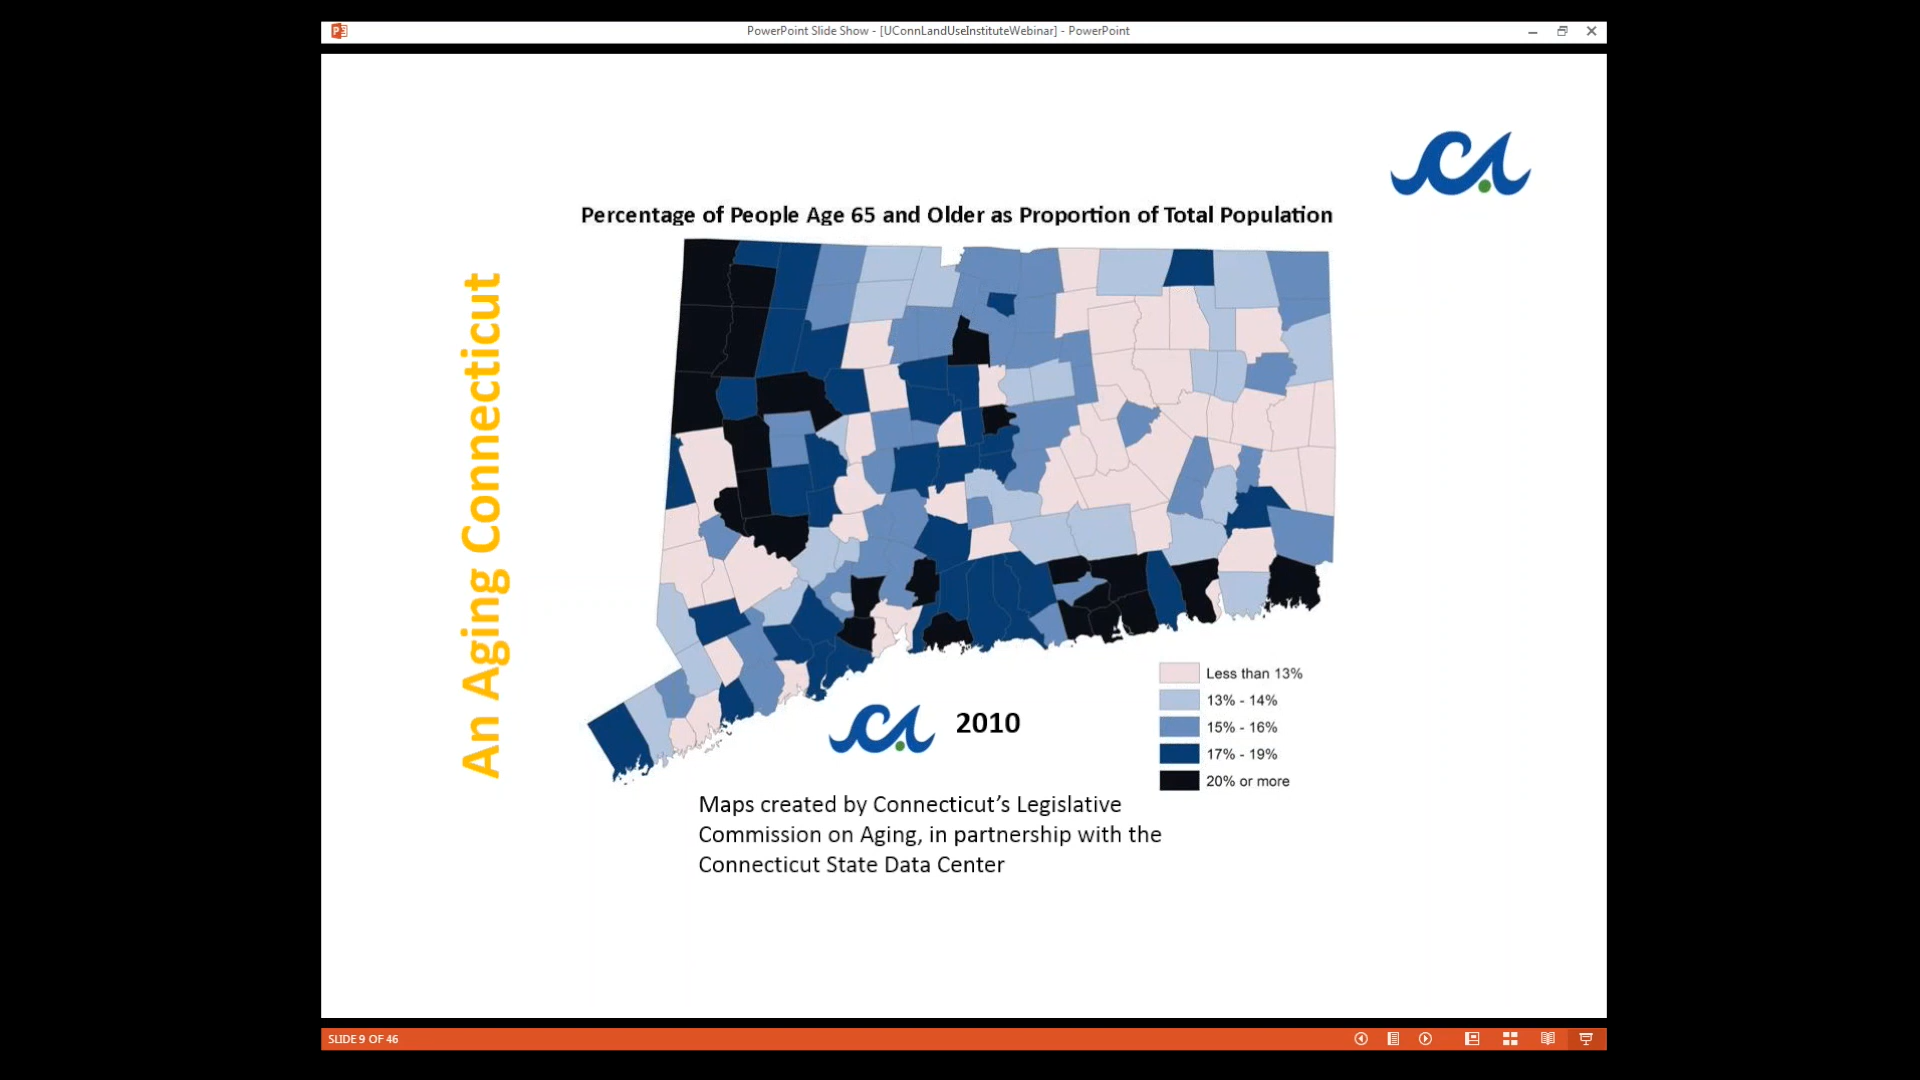 PowerPoint Slide Show - [UConnLandUseInstituteWebinar] - PowerPoint
Percentage of People Age 65 and Older as Proportion of Total Population
An Aging Connecticut
2010
Less than 13%
13% - 14%
15% - 16%
17% - 19%
20% or more
Maps created by Connecticut’s Legislative
Commission on Aging, in partnership with the
Connecticut State Data Center
SLIDE 9 OF 46